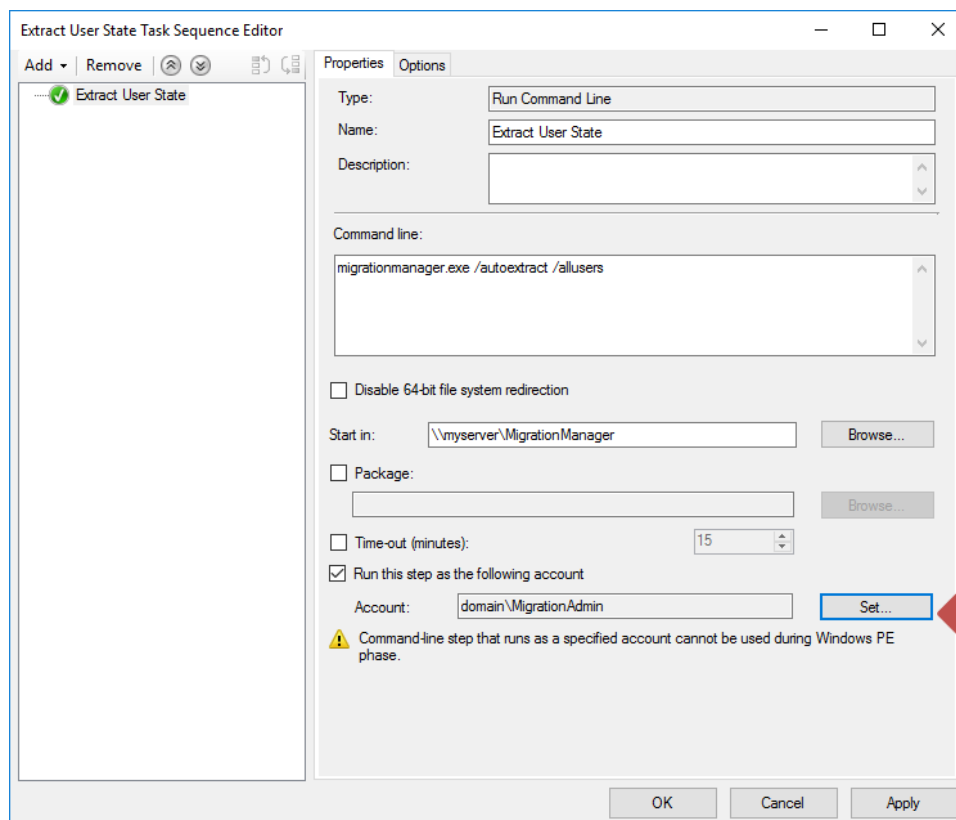 Extract User State Task Sequence Editor
Add Remove
Extract User State
Properties Options
Type: Run Command Line
Name: Extract User State
Description:
Command line:
migrationmanager.exe /autoextract /allusers
Disable 64-bit file system redirection
Start in: \\myserver\MigrationManager Browse...
Package:
Browse...
Time-out (minutes): 15
Run this step as the following account
Account: domain\MigrationAdmin Set...
Command-line step that runs as a specified account cannot be used during Windows PE
phase.
OK Cancel Apply